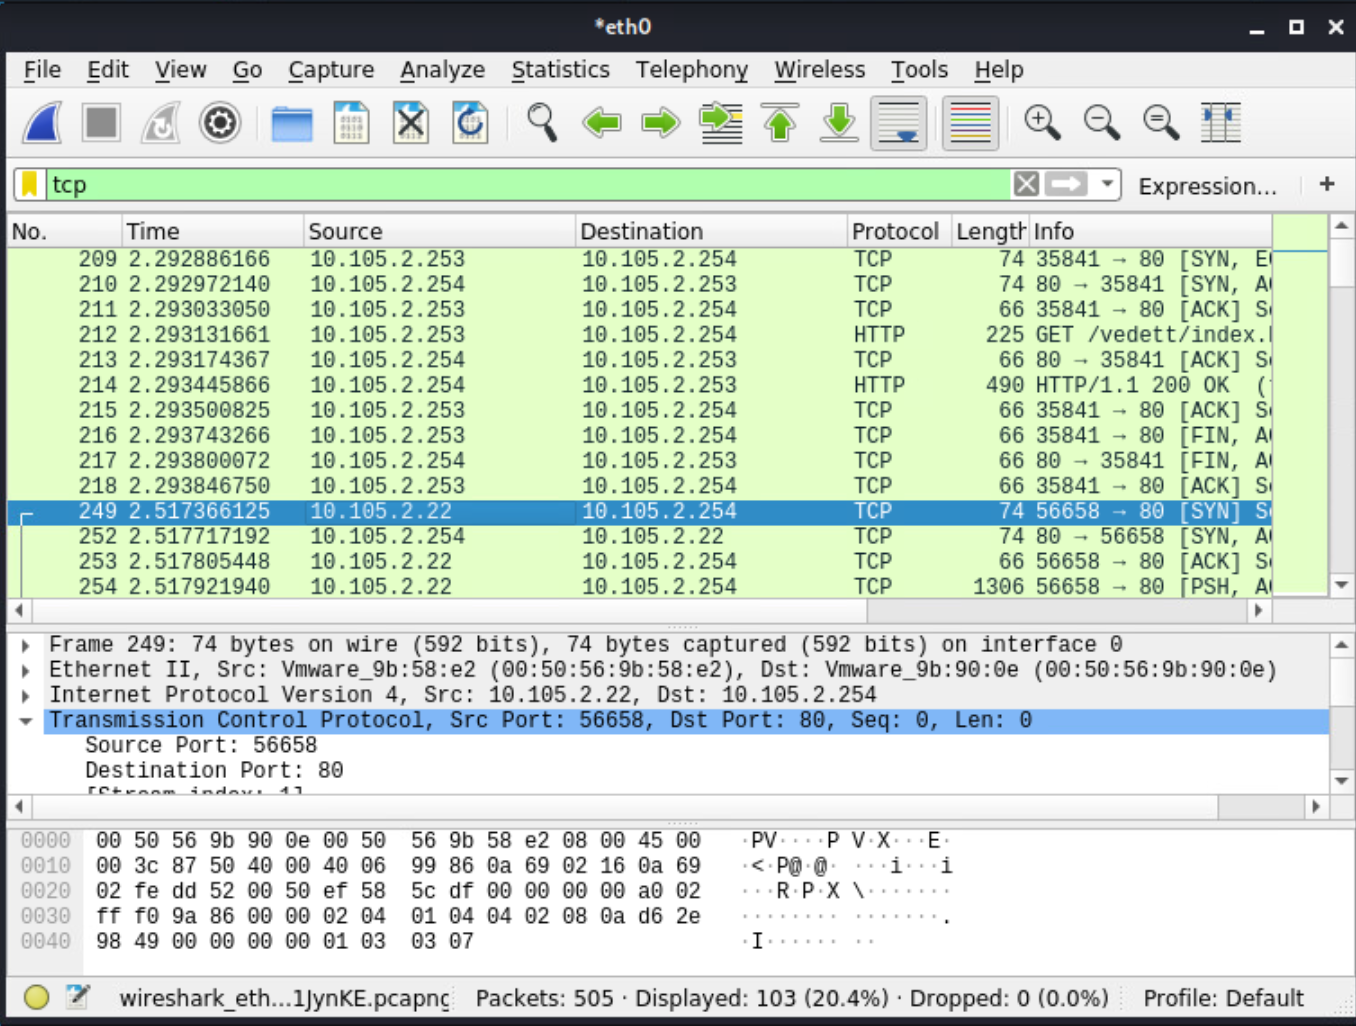 *eth0
File Edit View Go Capture Analyze Statistics Telephony Wireless Tools Help
tcp Expression... +
No. Time Source Destination Protocol Length Info
209 2.292886166 10.105.2.253 10.105.2.254 TCP 74 35841 → 80 [SYN,
210 2.292972140 10.105.2.254 10.105.2.253 TCP 74 80 → 35841 [SYN,
211 2.293033050 10.105.2.253 10.105.2.254 TCP 66 35841 → 80 [ACK]
212 2.293131661 10.105.2.253 10.105.2.254 HTTP 225 GET /vedett/index.
213 2.293174367 10.105.2.254 10.105.2.253 TCP 66 80 → 35841 [ACK]
214 2.293445866 10.105.2.254 10.105.2.253 HTTP 490 HTTP/1.1 200 OK (
215 2.293500825 10.105.2.253 10.105.2.254 TCP 66 35841 → 80 [ACK]
216 2.293743266 10.105.2.253 10.105.2.254 TCP 66 35841 → 80 [FIN,
217 2.293800072 10.105.2.254 10.105.2.253 TCP 66 80 → 35841 [FIN,
218 2.293846750 10.105.2.253 10.105.2.254 TCP 66 35841 → 80 [ACK]
249 2.517366125 10.105.2.22 10.105.2.254 TCP 74 56658 → 80 [SYN]
252 2.517717192 10.105.2.254 10.105.2.22 TCP 74 80 → 56658 [SYN,
253 2.517805448 10.105.2.22 10.105.2.254 TCP 66 56658 → 80 [ACK]
254 2.517921940 10.105.2.22 10.105.2.254 TCP 1306 56658 → 80 [PSH,
Frame 249: 74 bytes on wire (592 bits), 74 bytes captured (592 bits) on interface 0
Ethernet II, Src: Vmware_9b:58:e2 (00:50:56:9b:58:e2), Dst: Vmware_9b:90:0e (00:50:56:9b:90:0e)
Internet Protocol Version 4, Src: 10.105.2.22, Dst: 10.105.2.254
Transmission Control Protocol, Src Port: 56658, Dst Port: 80, Seq: 0, Len: 0
Source Port: 56658
Destination Port: 80
[Stream index: 1]
0000 00 50 56 9b 90 0e 00 50 56 9b 58 e2 08 00 45 00 ·PV····P V·X···E·
0010 00 3c 87 50 40 00 40 06 99 86 0a 69 02 16 0a 69 ·<·P@·@· ···i···i
0020 02 fe dd 52 00 50 ef 58 5c df 00 00 00 00 a0 02 ···R·P·X \·······
0030 ff f0 9a 86 00 00 02 04 01 04 04 02 08 0a d6 2e ········ ·······.
0040 98 49 00 00 00 00 01 03 03 07 ·I······ ··
wireshark_eth...1JynKE.pcapng Packets: 505 · Displayed: 103 (20.4%) · Dropped: 0 (0.0%) Profile: Default